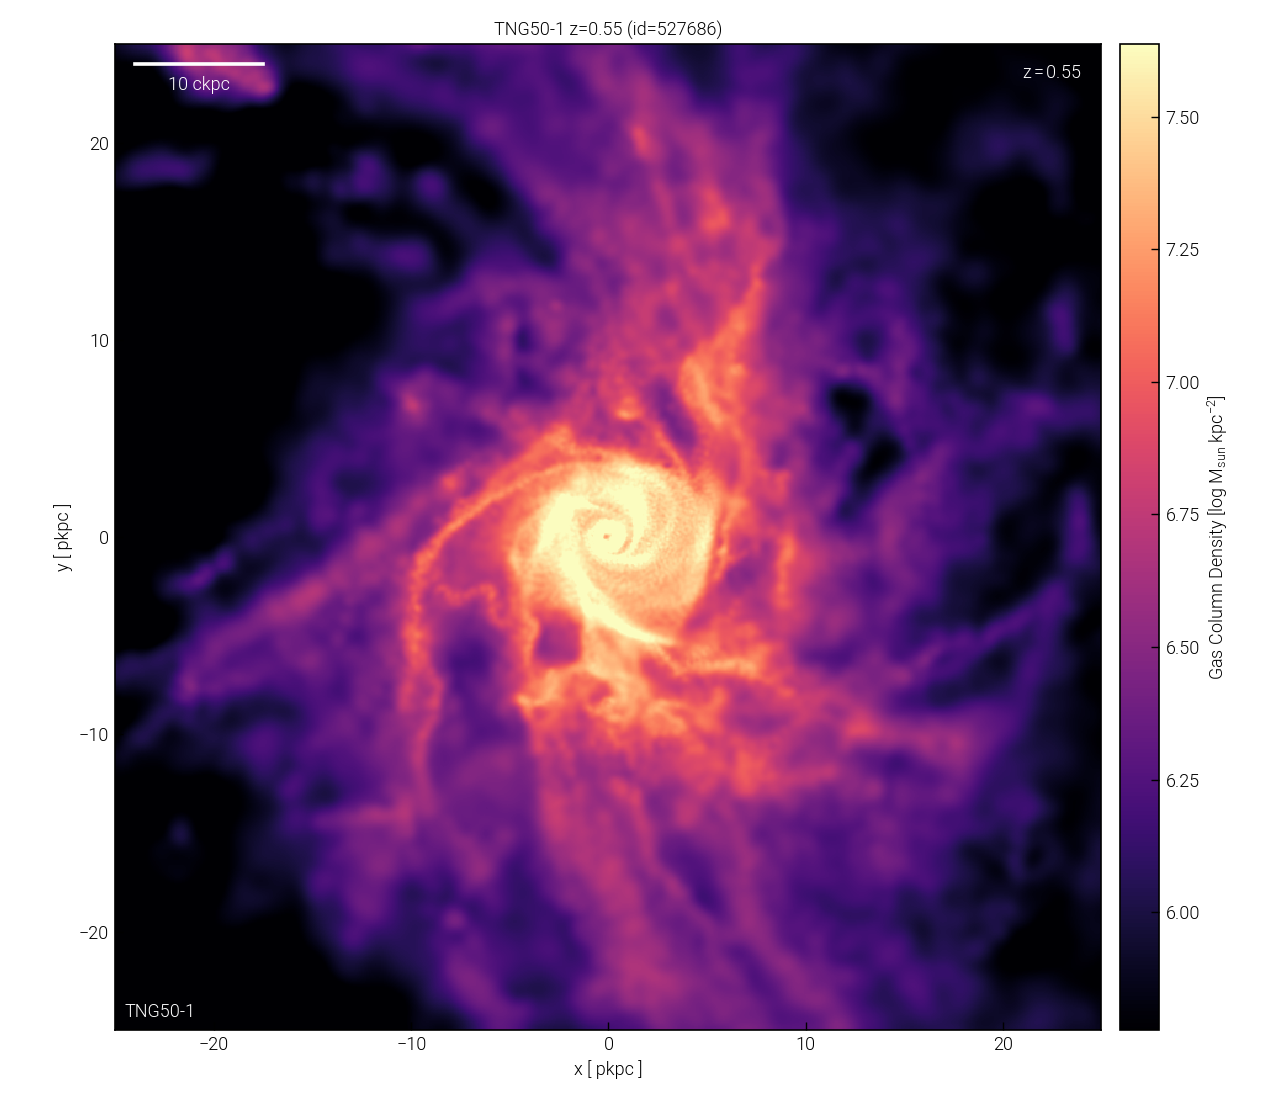 TNG50-1 z=0.55 (id=527686)
10 ckpc
z=0.55
TNG50-1
20
10
0
−10
−20
y [ pkpc ]
−20
−10
0
10
20
x [ pkpc ]
7.50
7.25
7.00
6.75
6.50
6.25
6.00
Gas Column Density [log M_sun kpc⁻²]